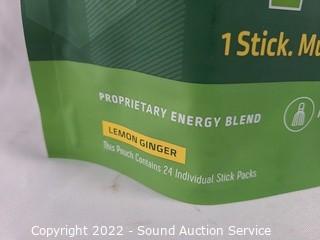 1 Stick.
PROPRIETARY ENERGY BLEND
LEMON GINGER
This Pouch Contains 24 Individual Stick Packs
Copyright 2022 - Sound Auction Service